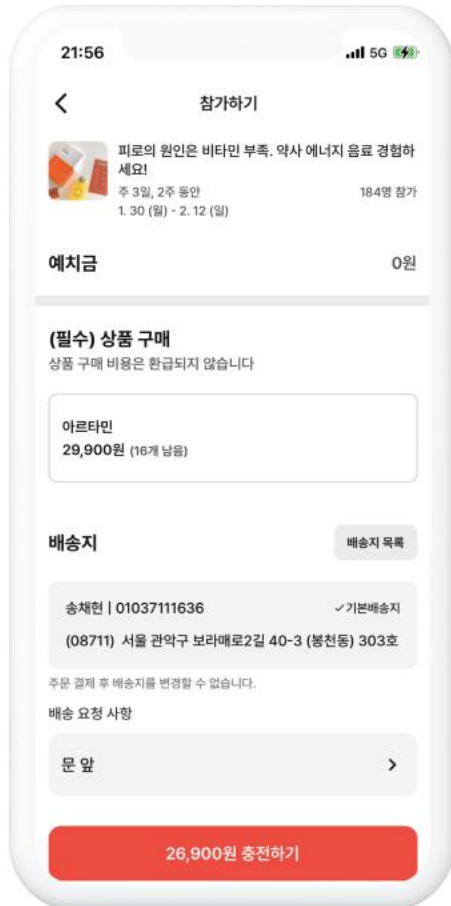 21:56
5G
참가하기
피로의 원인은 비타민 부족. 약사 에너지 음료 경험하
세요!
주 3일, 2주 동안
184명 참가
1. 30 (월) - 2. 12 (일)
예치금
0원
(필수) 상품 구매
상품 구매 비용은 환급되지 않습니다
아르타민
29,900원 (16개 남음)
배송지
배송지 목록
송채현 | 01037111636
✓기본배송지
(08711) 서울 관악구 보라매로2길 40-3 (봉천동) 303호
주문 결제 후 배송지를 변경할 수 없습니다.
배송 요청 사항
문 앞
26,900원 충전하기